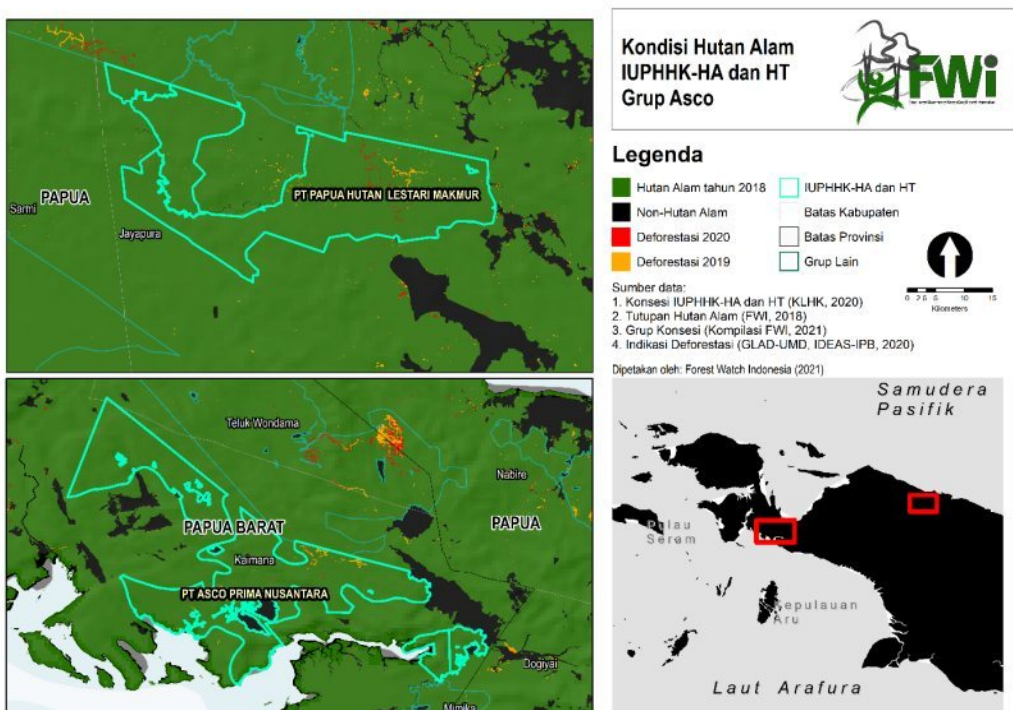 Kondisi Hutan Alam
IUPHHK-HA dan HT
Grup Asco
FWi
Legenda
Hutan Alam tahun 2018
Non-Hutan Alam
Deforestasi 2020
Deforestasi 2019
IUPHHK-HA dan HT
Batas Kabupaten
Batas Provinsi
Grup Lain
0 2.5 5 10 15
Kilometers
Sumber data:
1. Konsesi IUPHHK-HA dan HT (KLHK, 2020)
2. Tutupan Hutan Alam (FWI, 2018)
3. Grup Konsesi (Kompilasi FWI, 2021)
4. Indikasi Deforestasi (GLAD-UMD, IDEAS-IPB, 2020)
Dipetakan oleh: Forest Watch Indonesia (2021)
PAPUA
Sarmi
Jayapura
PT PAPUA HUTAN LESTARI MAKMUR
Teluk Wondama
Nabire
PAPUA BARAT
PAPUA
Kaimana
PT ASCO PRIMA NUSANTARA
Dogiyai
Mimika
Samudera
Pasifik
Pulau
Seram
Kepulauan
Aru
Laut Arafura